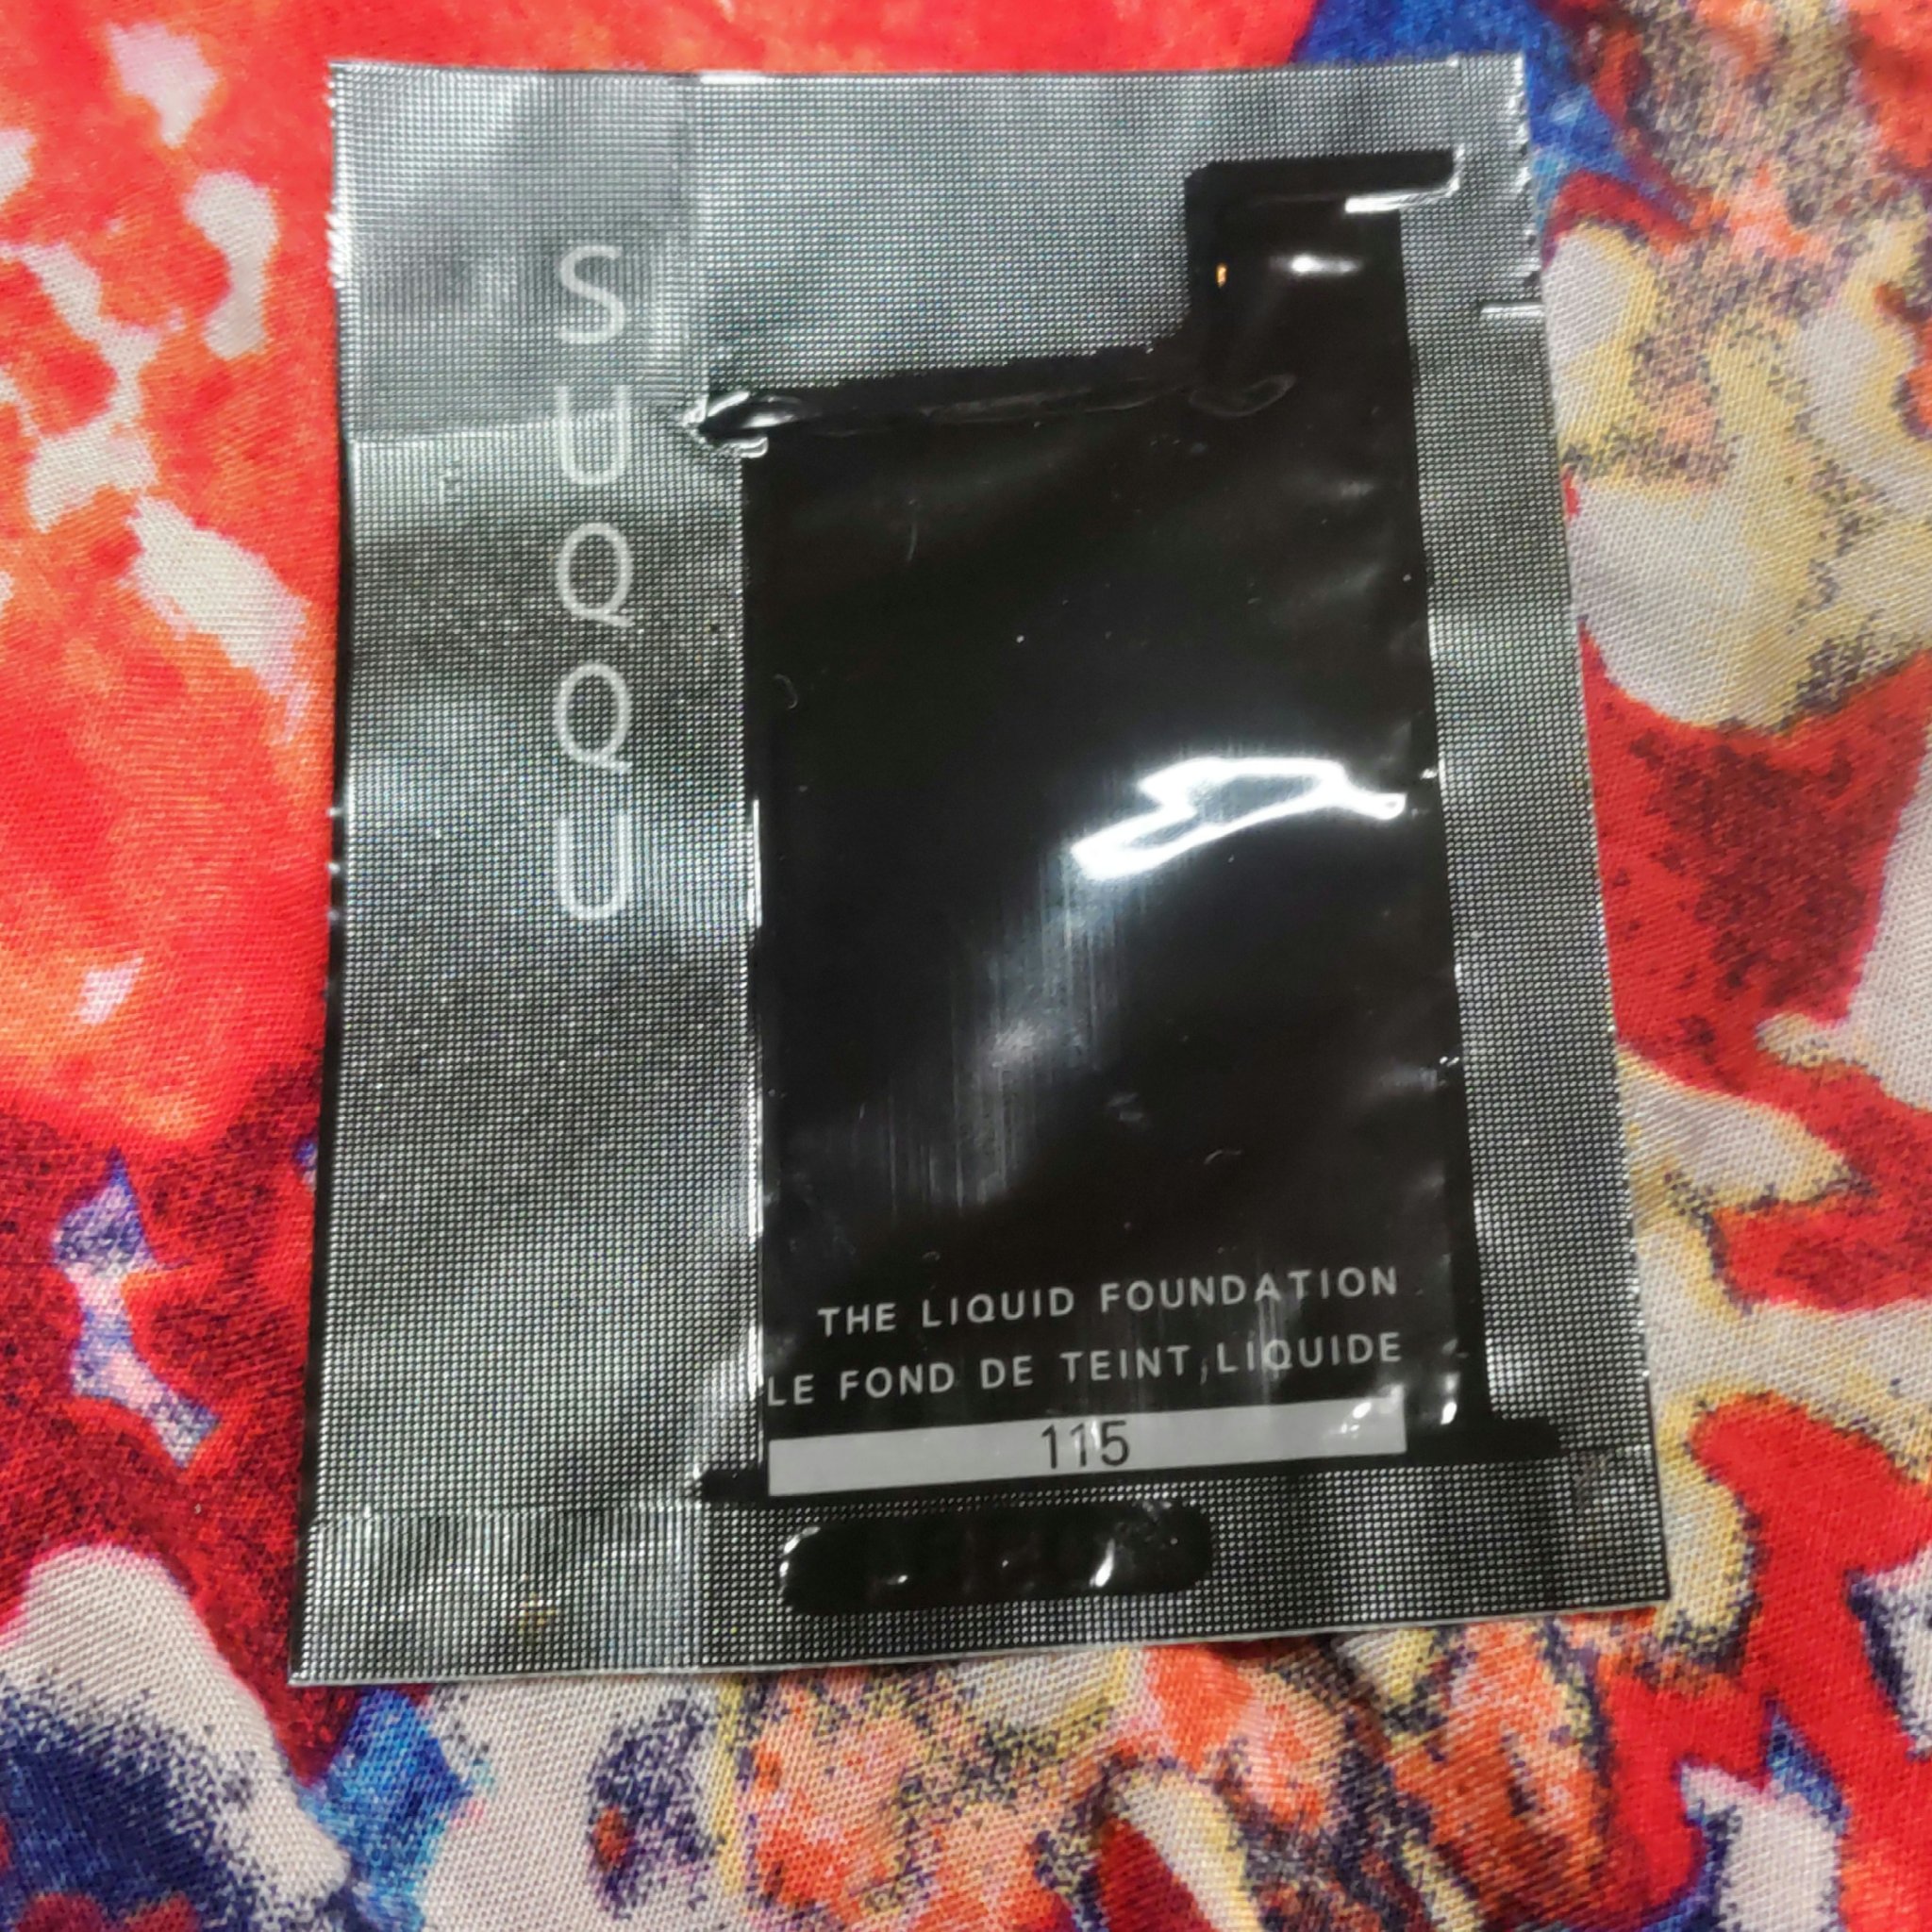 SUQQU
THE LIQUID FOUNDATION
LE FOND DE TEINT LIQUIDE
115